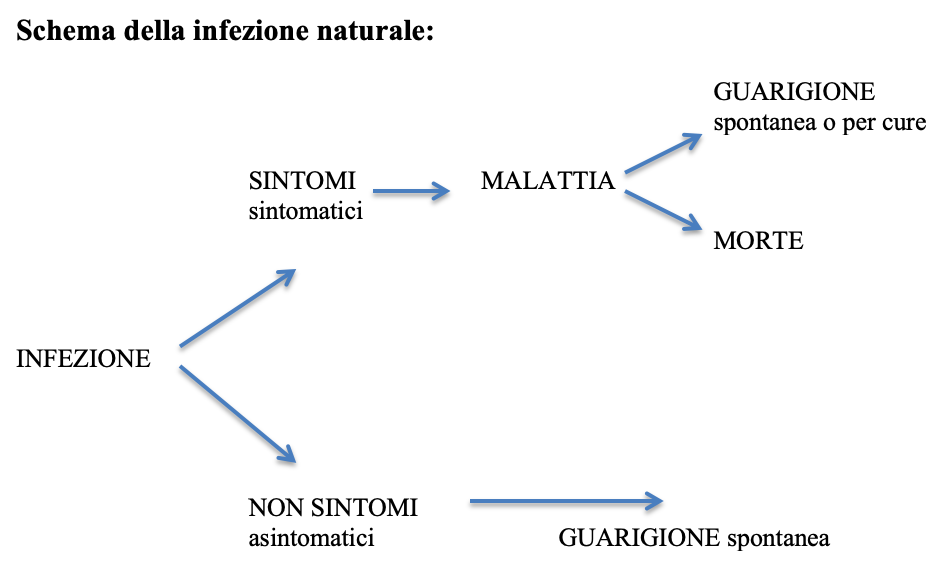 Schema della infezione naturale:
GUARIGIONE
spontanea o per cure
SINTOMI
sintomatici
MALATTIA
MORTE
INFEZIONE
NON SINTOMI
asintomatici
GUARIGIONE spontanea